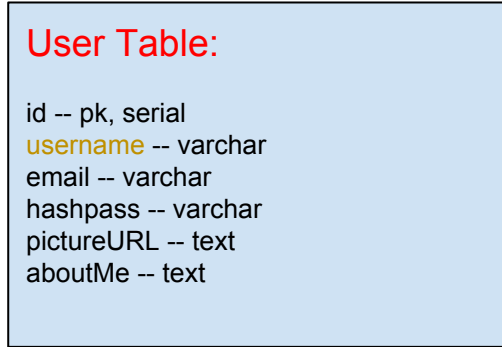 User Table:
id -- pk, serial
username -- varchar
email -- varchar
hashpass -- varchar
pictureURL -- text
aboutMe -- text